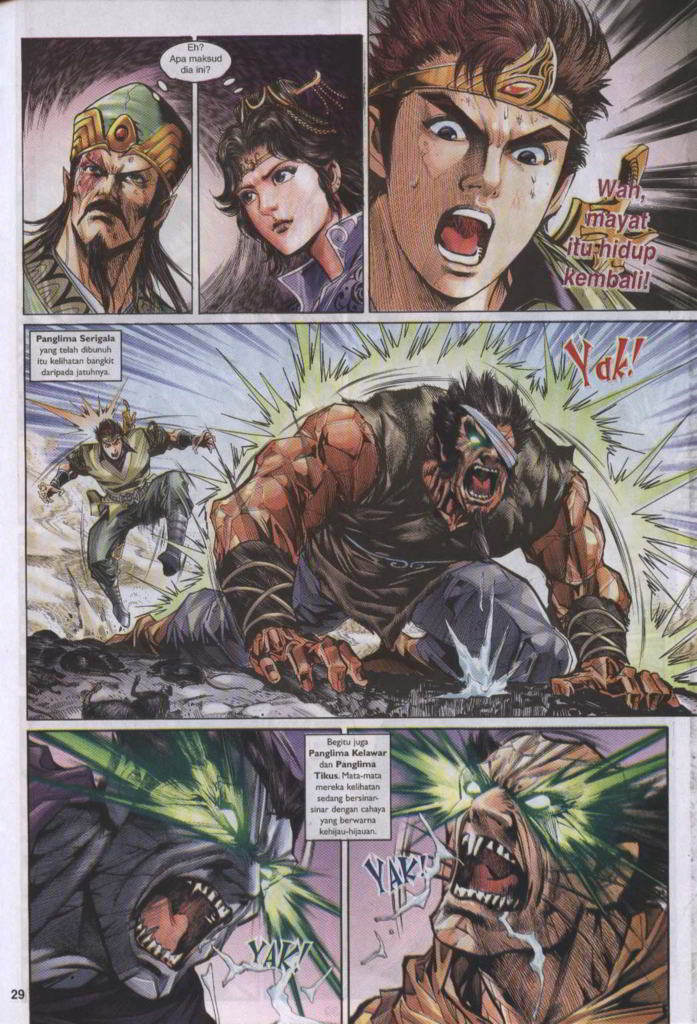 Eh?
Apa maksud
dia ini?
Wah,
mayat
itu hidup
kembali!
Panglima Serigala
yang telah dibunuh
itu kelihatan bangkit
daripada jatuhnya.
Yak!
Begitu juga
Panglima Kelawar
dan Panglima
Tikus. Mata-mata
mereka kelihatan
sedang bersinar-
sinar dengan cahaya
yang berwarna
kehijau-hijauan.
YAK!
YAK!
29